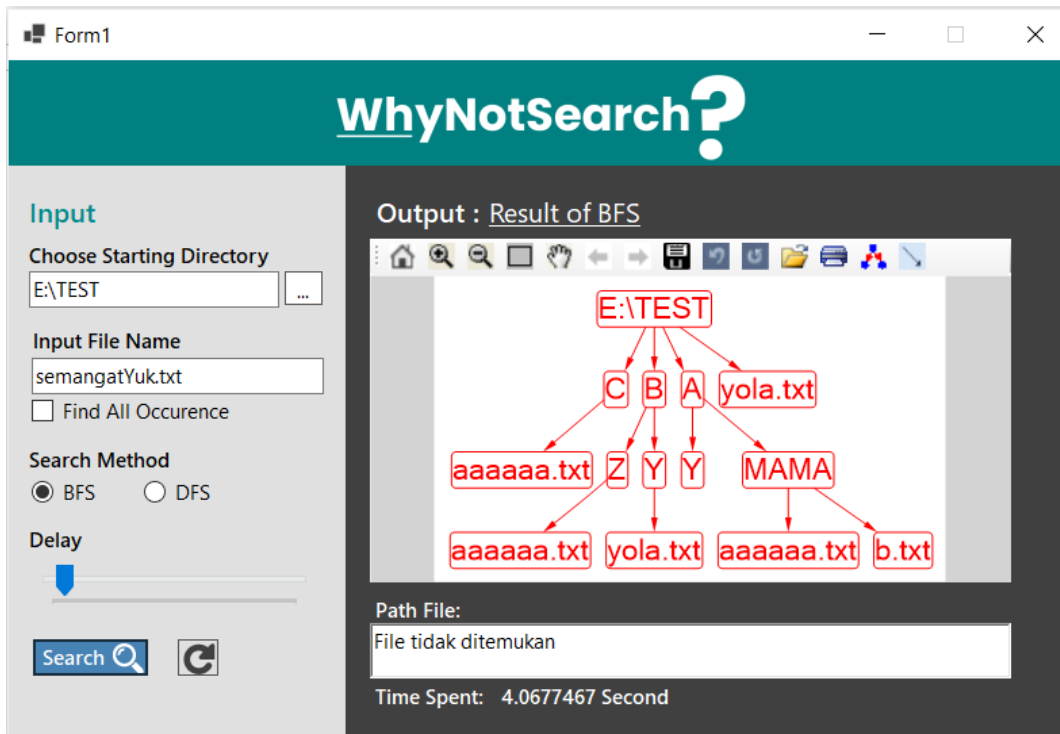 Form1
WhyNotSearch?
Input
Choose Starting Directory
E:\TEST
...
Input File Name
semangatYuk.txt
Find All Occurence
Search Method
BFS DFS
Delay
Search
Output : Result of BFS
E:\TEST
C B A yola.txt
aaaaaa.txt Z Y Y MAMA
aaaaaa.txt yola.txt aaaaaa.txt b.txt
Path File:
File tidak ditemukan
Time Spent: 4.0677467 Second